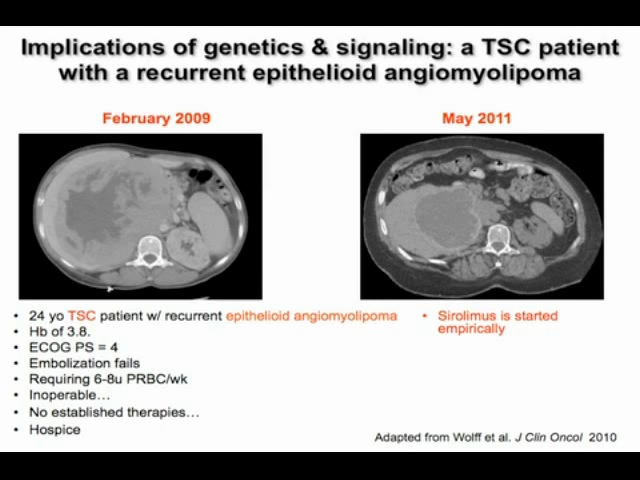 Implications of genetics & signaling: a TSC patient
with a recurrent epithelioid angiomyolipoma
February 2009
May 2011
• 24 yo TSC patient w/ recurrent epithelioid angiomyolipoma
• Hb of 3.8.
• ECOG PS = 4
• Embolization fails
• Requiring 6-8u PRBC/wk
• Inoperable…
• No established therapies…
• Hospice
• Sirolimus is started
empirically
Adapted from Wolff et al. J Clin Oncol 2010